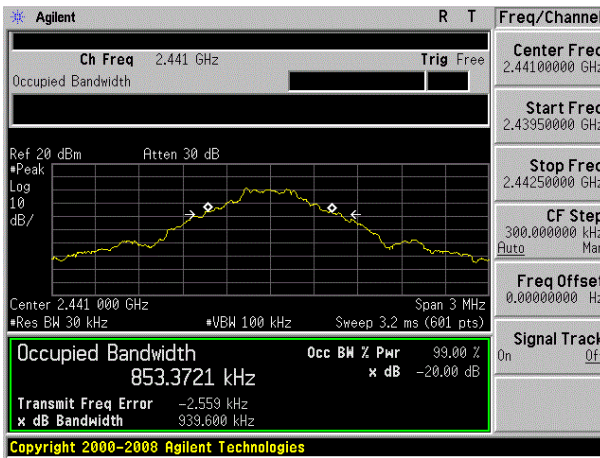 Agilent R T Freq/Channel
Ch Freq 2.441 GHz Trig Free
Occupied Bandwidth
Center Freq
2.44100000 GHz
Start Freq
2.43950000 GHz
Stop Freq
2.44250000 GHz
CF Step
300.000000 kHz
Auto Man
Freq Offset
0.00000000 Hz
Signal Track
On Off
Ref 20 dBm Atten 30 dB
#Peak
Log
10
dB/
Center 2.441 000 GHz Span 3 MHz
#Res BW 30 kHz #VBW 100 kHz Sweep 3.2 ms (601 pts)
Occupied Bandwidth Occ BW % Pwr 99.00 %
853.3721 kHz x dB -20.00 dB
Transmit Freq Error -2.559 kHz
x dB Bandwidth 939.600 kHz
Copyright 2000-2008 Agilent Technologies